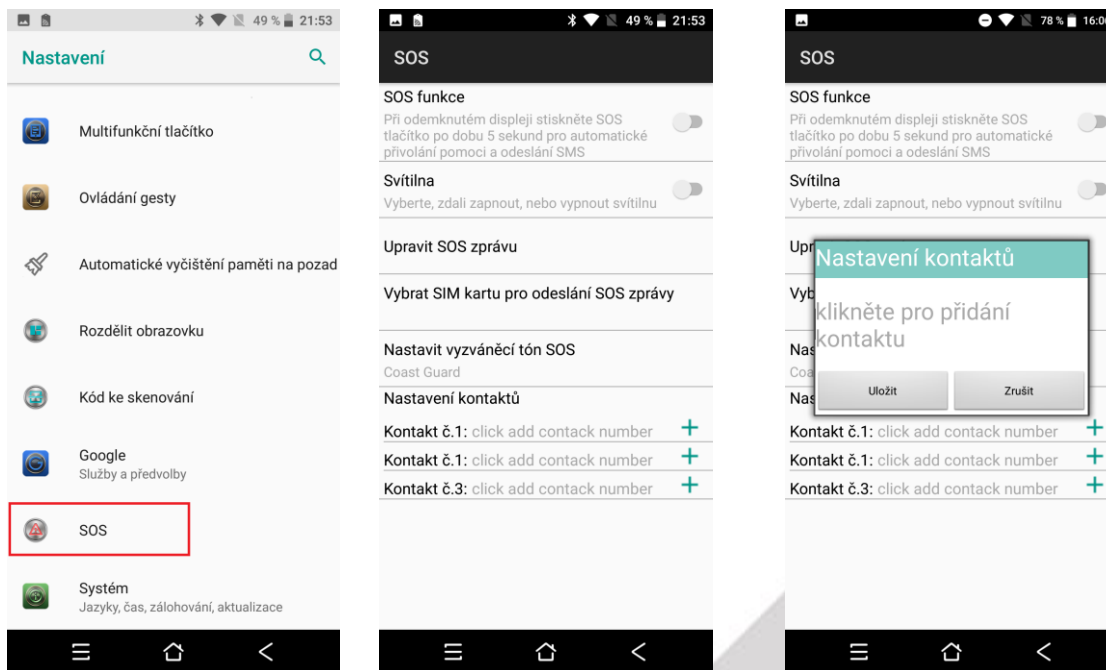 49 % 21:53
Nastavení
Multifunkční tlačítko
Ovládání gesty
Automatické vyčištění paměti na pozad
Rozdělit obrazovku
Kód ke skenování
Google
Služby a předvolby
SOS
Systém
Jazyky, čas, zálohování, aktualizace
49 % 21:53
SOS
SOS funkce
Při odemknutém displeji stiskněte SOS
tlačítko po dobu 5 sekund pro automatické
přivolání pomoci a odeslání SMS
Svítilna
Vyberte, zdali zapnout, nebo vypnout svítilnu
Upravit SOS zprávu
Vybrat SIM kartu pro odeslání SOS zprávy
Nastavit vyzváněcí tón SOS
Coast Guard
Nastavení kontaktů
Kontakt č.1: click add contack number
Kontakt č.1: click add contack number
Kontakt č.3: click add contack number
78 % 16:00
SOS
SOS funkce
Při odemknutém displeji stiskněte SOS
tlačítko po dobu 5 sekund pro automatické
přivolání pomoci a odeslání SMS
Svítilna
Vyberte, zdali zapnout, nebo vypnout svítilnu
Upr
Nastavení kontaktů
Vyb
klikněte pro přidání
kontaktu
Nas
Coa
Uložit Zrušit
Nas
Kontakt č.1: click add contack number
Kontakt č.1: click add contack number
Kontakt č.3: click add contack number